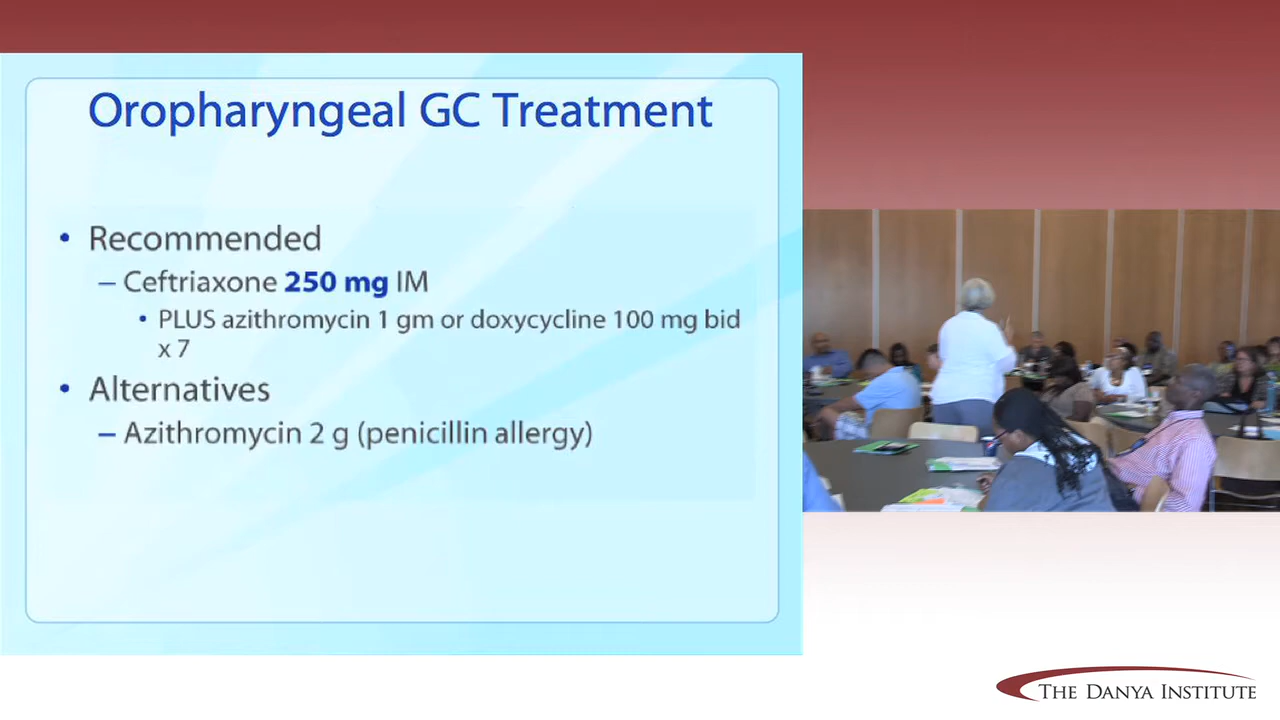 Oropharyngeal GC Treatment
• Recommended
– Ceftriaxone 250 mg IM
• PLUS azithromycin 1 gm or doxycycline 100 mg bid
x 7
• Alternatives
– Azithromycin 2 g (penicillin allergy)
THE DANYA INSTITUTE